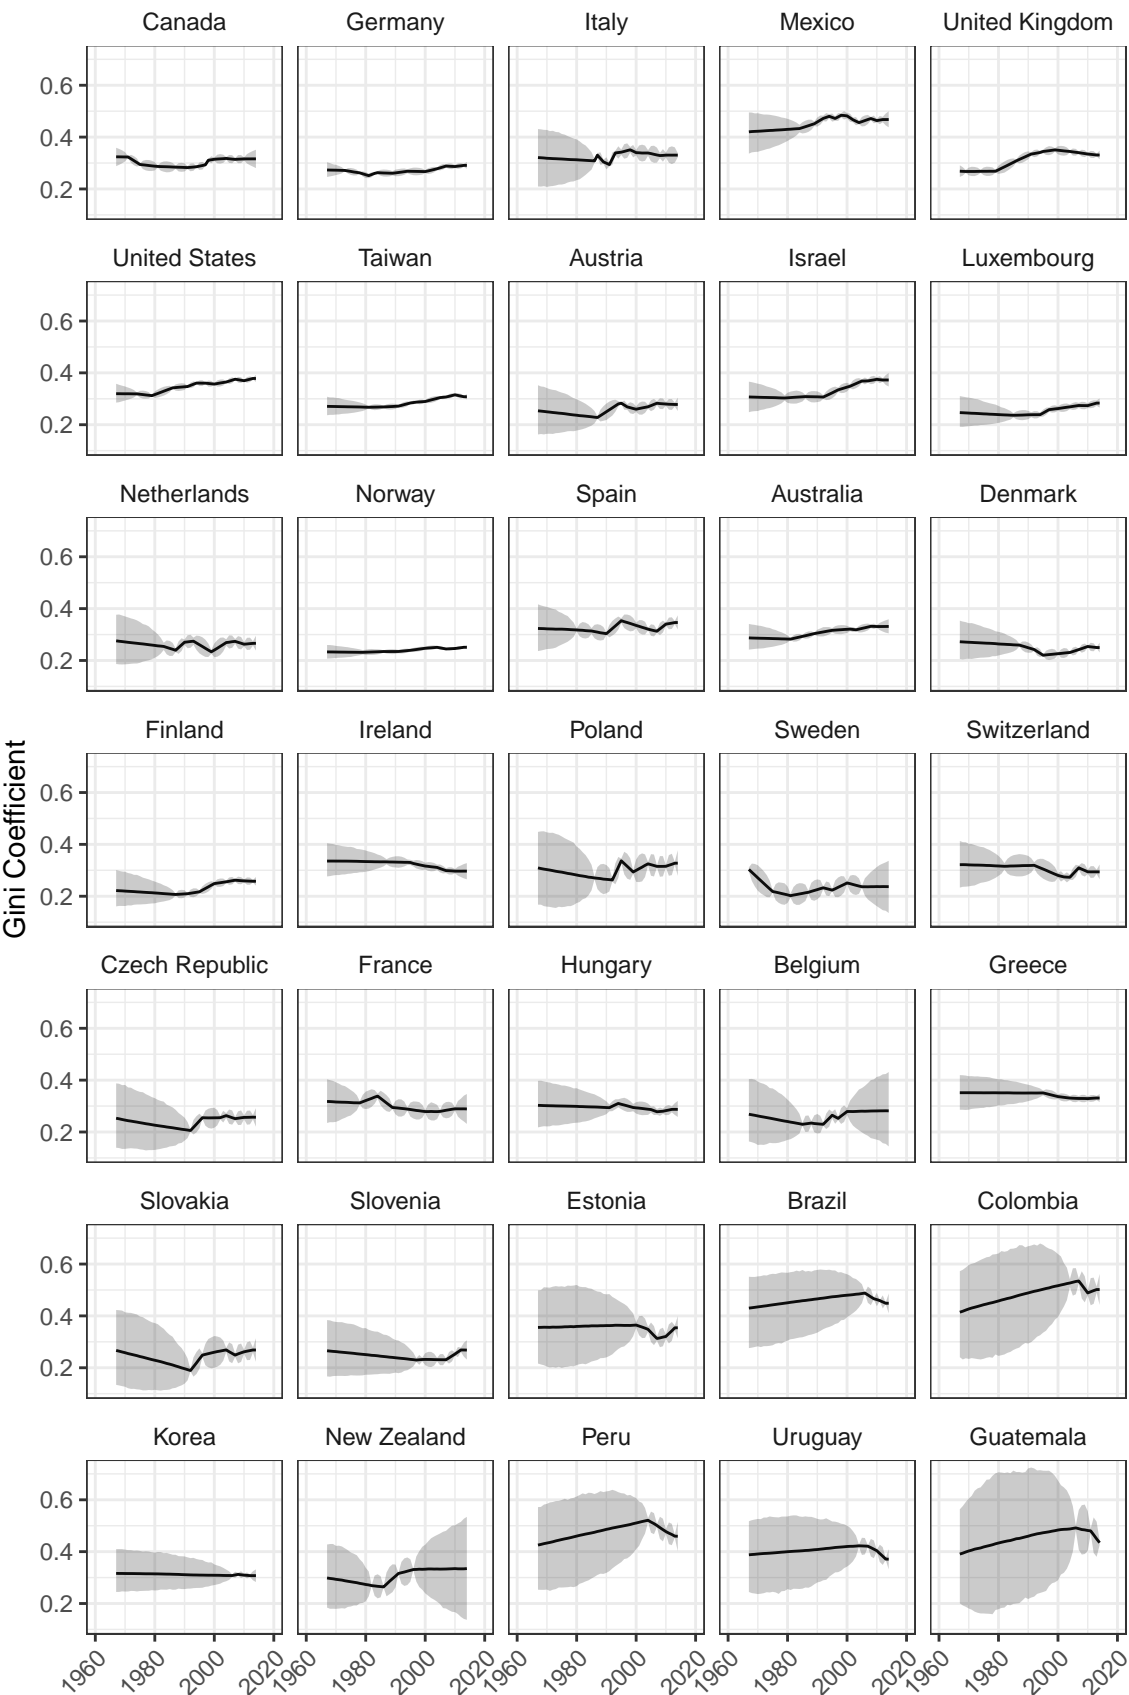 Canada Germany Italy Mexico United Kingdom
0.6
0.4
0.2
United States Taiwan Austria Israel Luxembourg
0.6
0.4
0.2
Netherlands Norway Spain Australia Denmark
0.6
0.4
0.2
Finland Ireland Poland Sweden Switzerland
0.6
0.4
0.2
Gini Coefficient
Czech Republic France Hungary Belgium Greece
0.6
0.4
0.2
Slovakia Slovenia Estonia Brazil Colombia
0.6
0.4
0.2
Korea New Zealand Peru Uruguay Guatemala
0.6
0.4
0.2
1960 1980 2000 2020 1960 1980 2000 2020 1960 1980 2000 2020 1960 1980 2000 2020 1960 1980 2000 2020